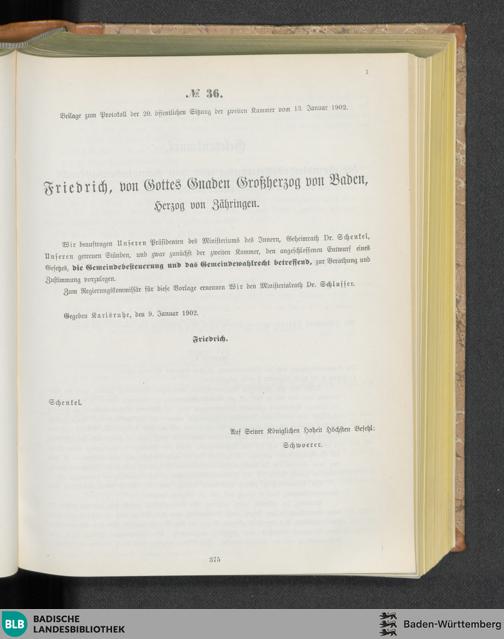 1
№ 36.
Beilage zum Protokoll der 20. öffentlichen Sitzung der zweiten Kammer vom 13. Januar 1902.
Friedrich, von Gottes Gnaden Großherzog von Baden,
Herzog von Zähringen.
Wir beauftragen Unseren Präsidenten des Ministeriums des Innern, Geheimrath Dr. Schenkel,
Unseren getreuen Ständen, und zwar zunächst der zweiten Kammer, den angeschlossenen Entwurf eines
Gesetzes, die Gemeindebesteuerung und das Gemeindewahlrecht betreffend, zur Berathung und
Zustimmung vorzulegen.
Zum Regierungskommissär für diese Vorlage ernennen Wir den Ministerialrath Dr. Schlusser.
Gegeben Karlsruhe, den 9. Januar 1902.
Friedrich.
Schenkel.
Auf Seiner Königlichen Hoheit Höchsten Befehl:
Schwoerer.
375
BLB
BADISCHE
LANDESBIBLIOTHEK
Baden-Württemberg